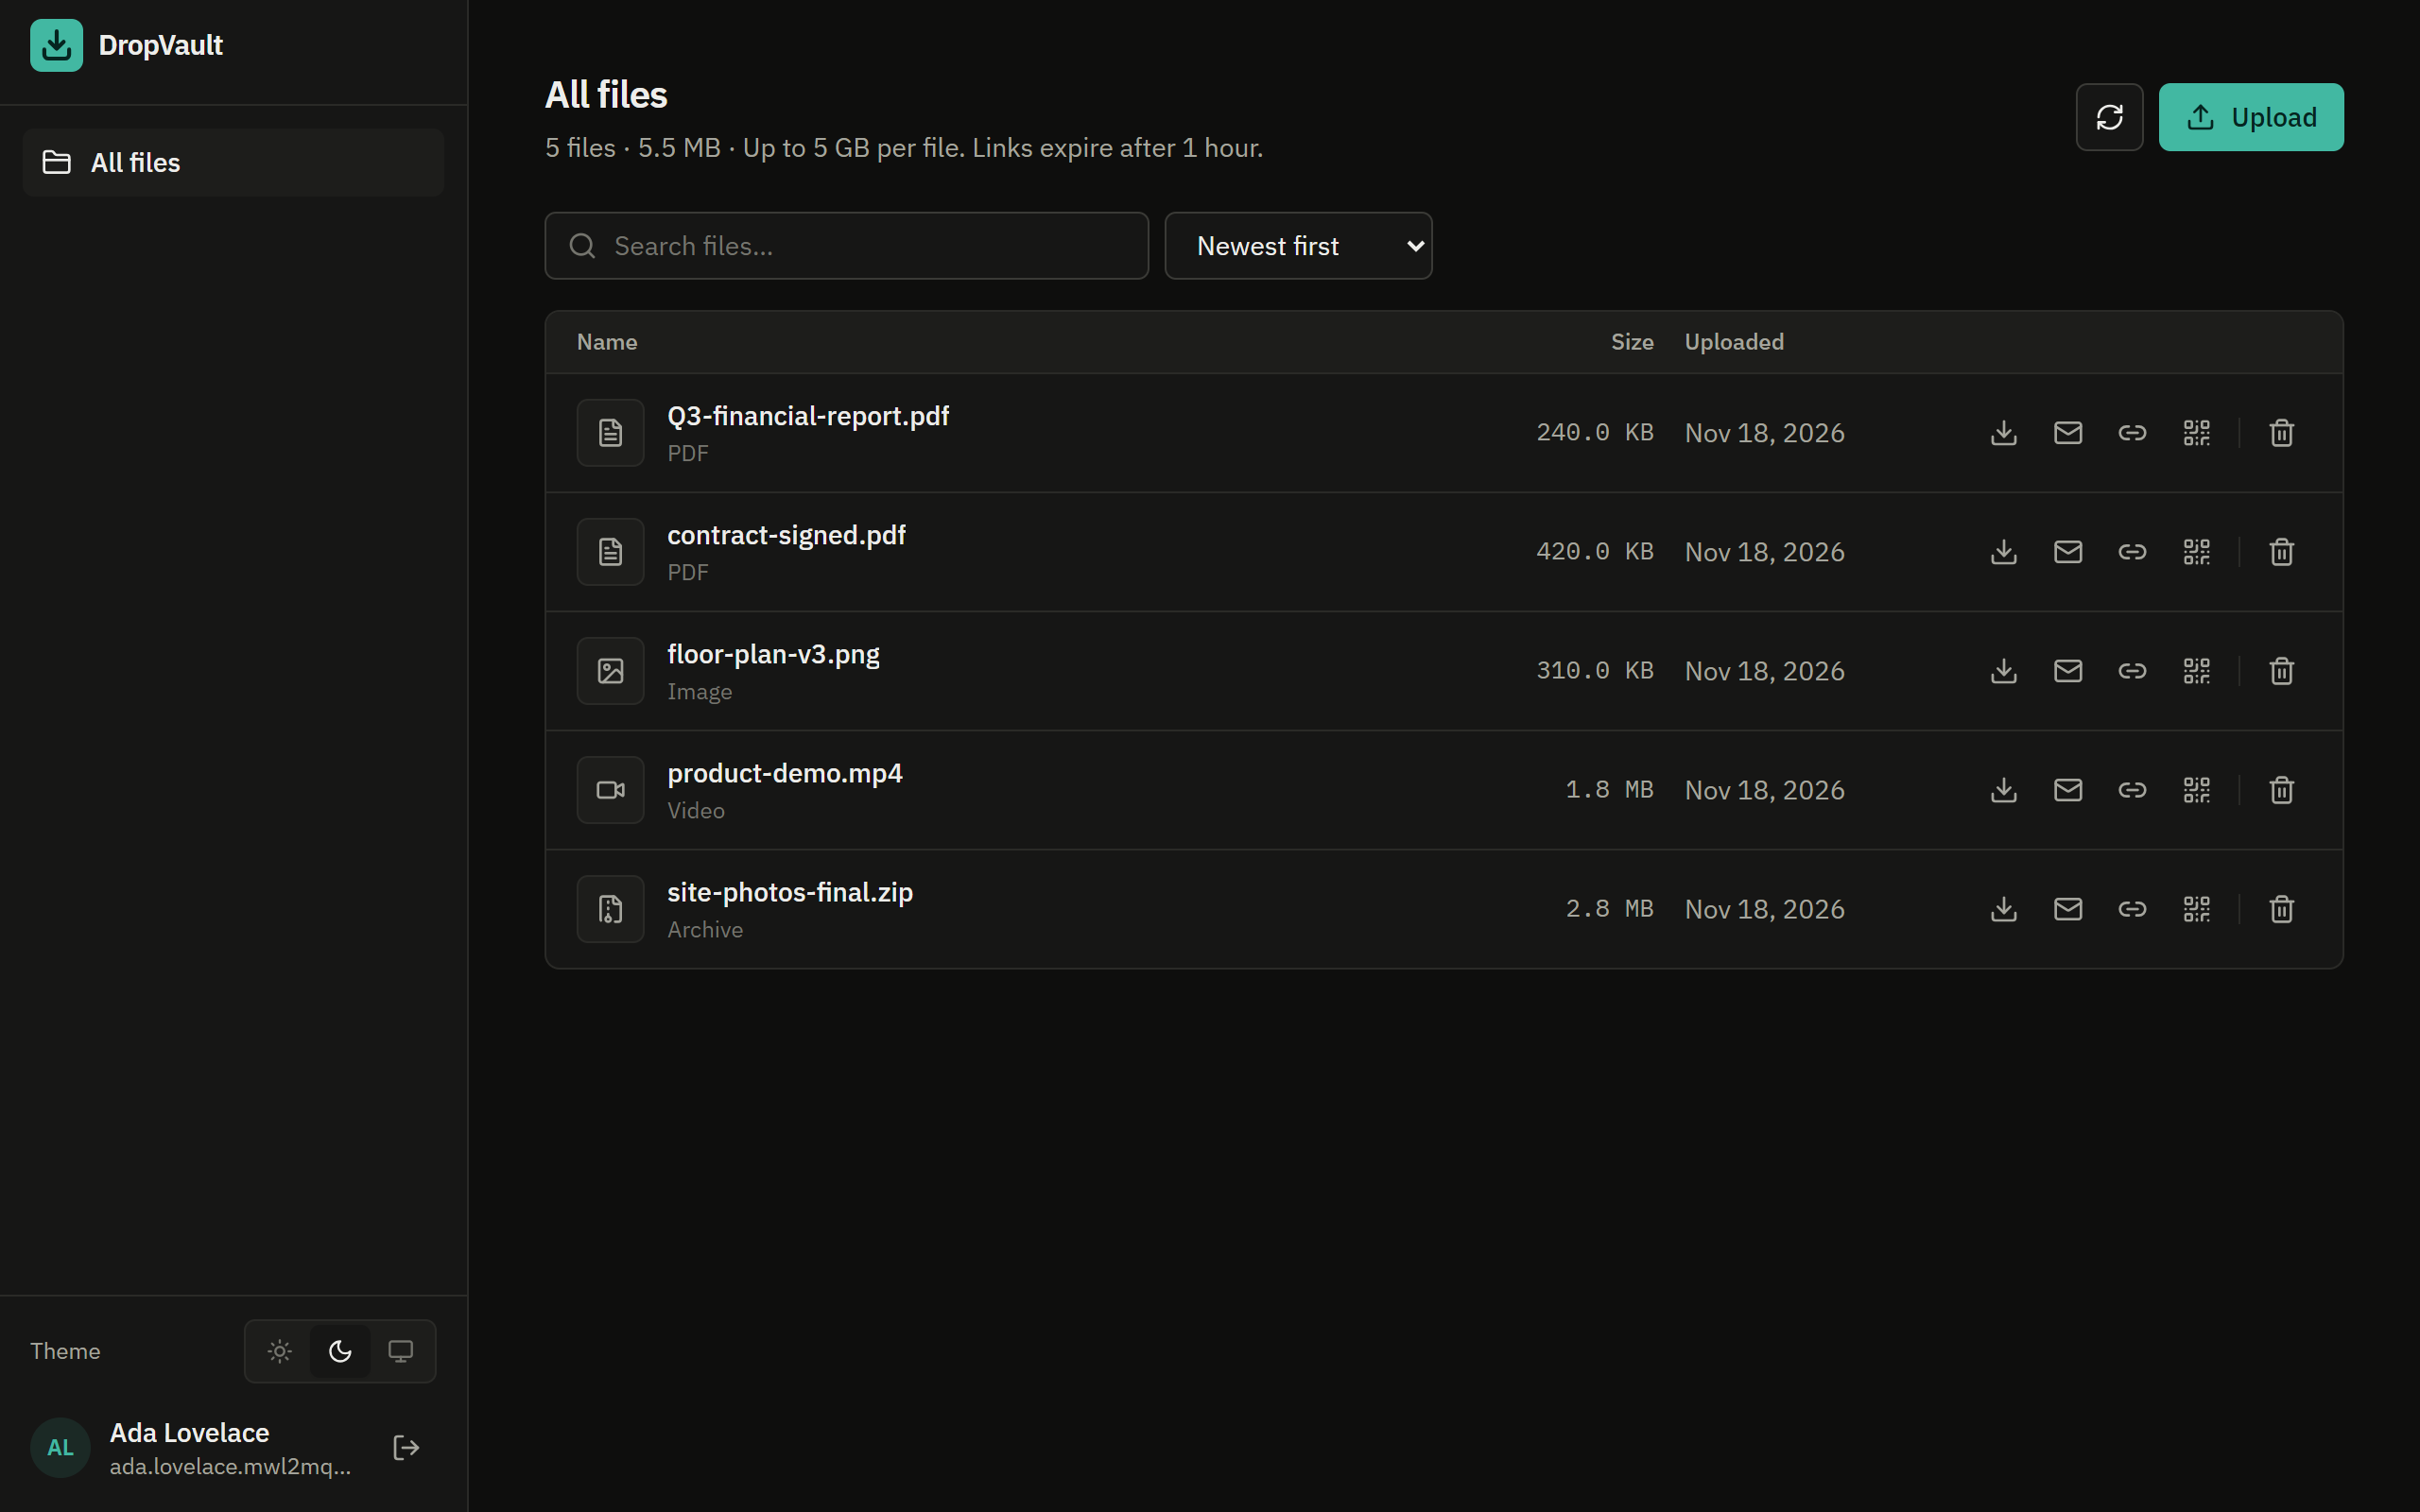 DropVault
All files
All files
5 files · 5.5 MB · Up to 5 GB per file. Links expire after 1 hour.
Upload
Search files...
Newest first
Name Size Uploaded
Q3-financial-report.pdf
PDF
240.0 KB Nov 18, 2026
contract-signed.pdf
PDF
420.0 KB Nov 18, 2026
floor-plan-v3.png
Image
310.0 KB Nov 18, 2026
product-demo.mp4
Video
1.8 MB Nov 18, 2026
site-photos-final.zip
Archive
2.8 MB Nov 18, 2026
Theme
AL
Ada Lovelace
ada.lovelace.mwl2mq...